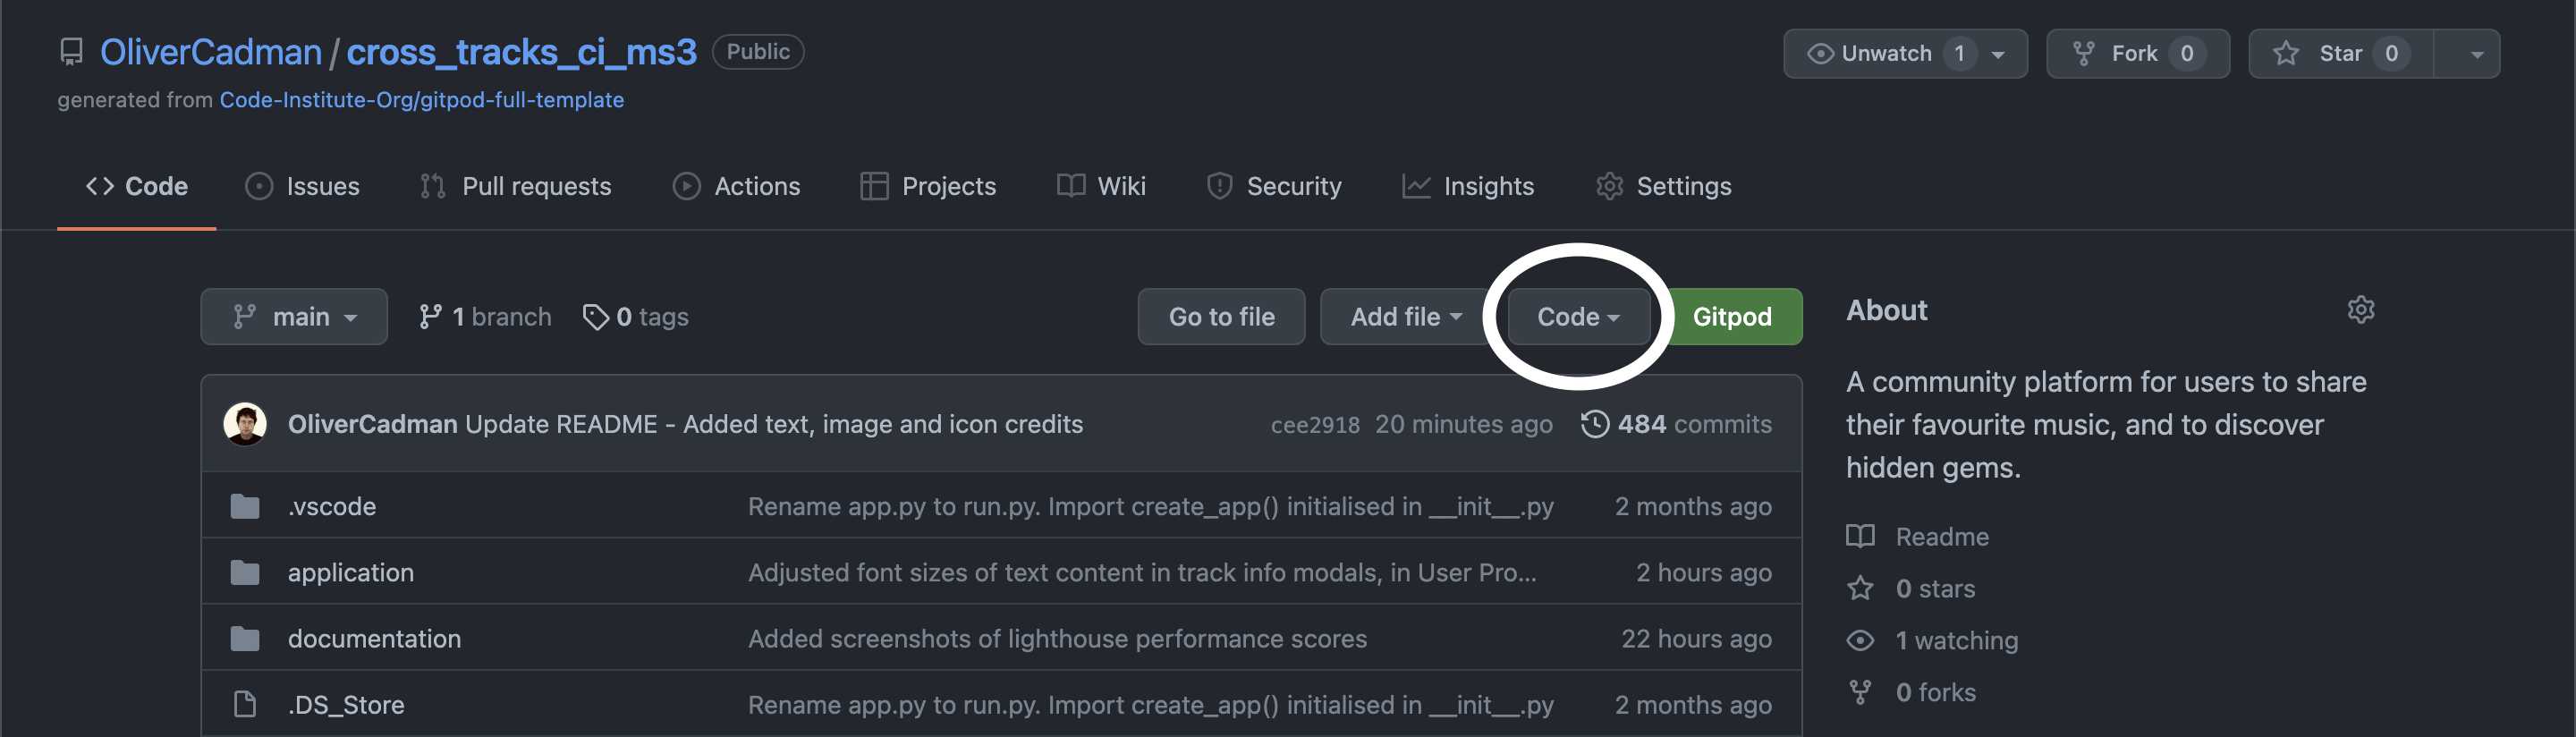 OliverCadman / cross_tracks_ci_ms3 Public
Unwatch 1 Fork 0 Star 0
generated from Code-Institute-Org/gitpod-full-template
Code Issues Pull requests Actions Projects Wiki Security Insights Settings
main 1 branch 0 tags Go to file Add file Code Gitpod
OliverCadman Update README - Added text, image and icon credits cee2918 20 minutes ago 484 commits
.vscode Rename app.py to run.py. Import create_app() initialised in __init__.py 2 months ago
application Adjusted font sizes of text content in track info modals, in User Pro... 2 hours ago
documentation Added screenshots of lighthouse performance scores 22 hours ago
.DS_Store Rename app.py to run.py. Import create_app() initialised in __init__.py 2 months ago
About
A community platform for users to share
their favourite music, and to discover
hidden gems.
Readme
0 stars
1 watching
0 forks